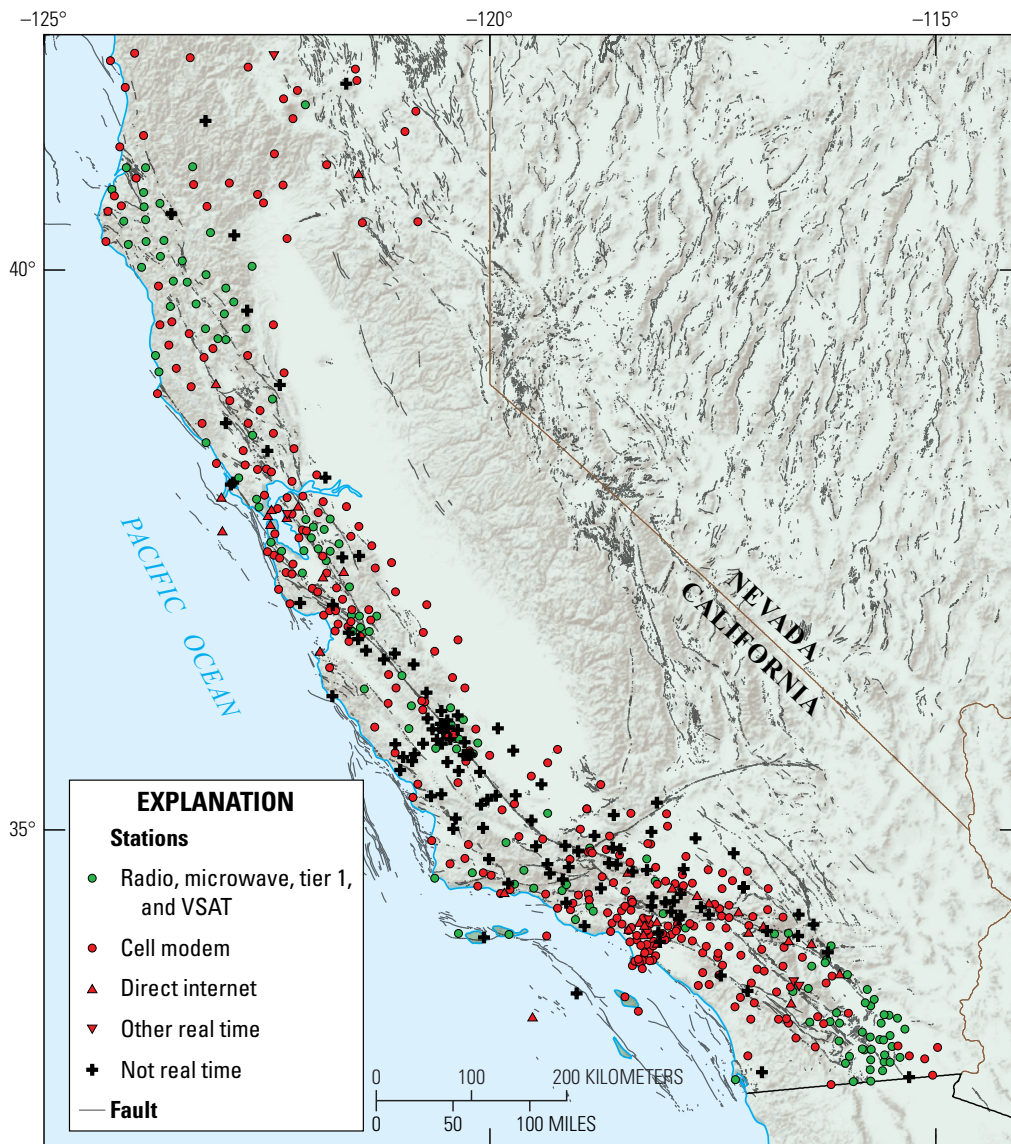 –125°
–120°
–115°
40°
35°
PACIFIC OCEAN
NEVADA
CALIFORNIA
EXPLANATION
Stations
Radio, microwave, tier 1,
and VSAT
Cell modem
Direct internet
Other real time
Not real time
Fault
0 100 200 KILOMETERS
0 50 100 MILES